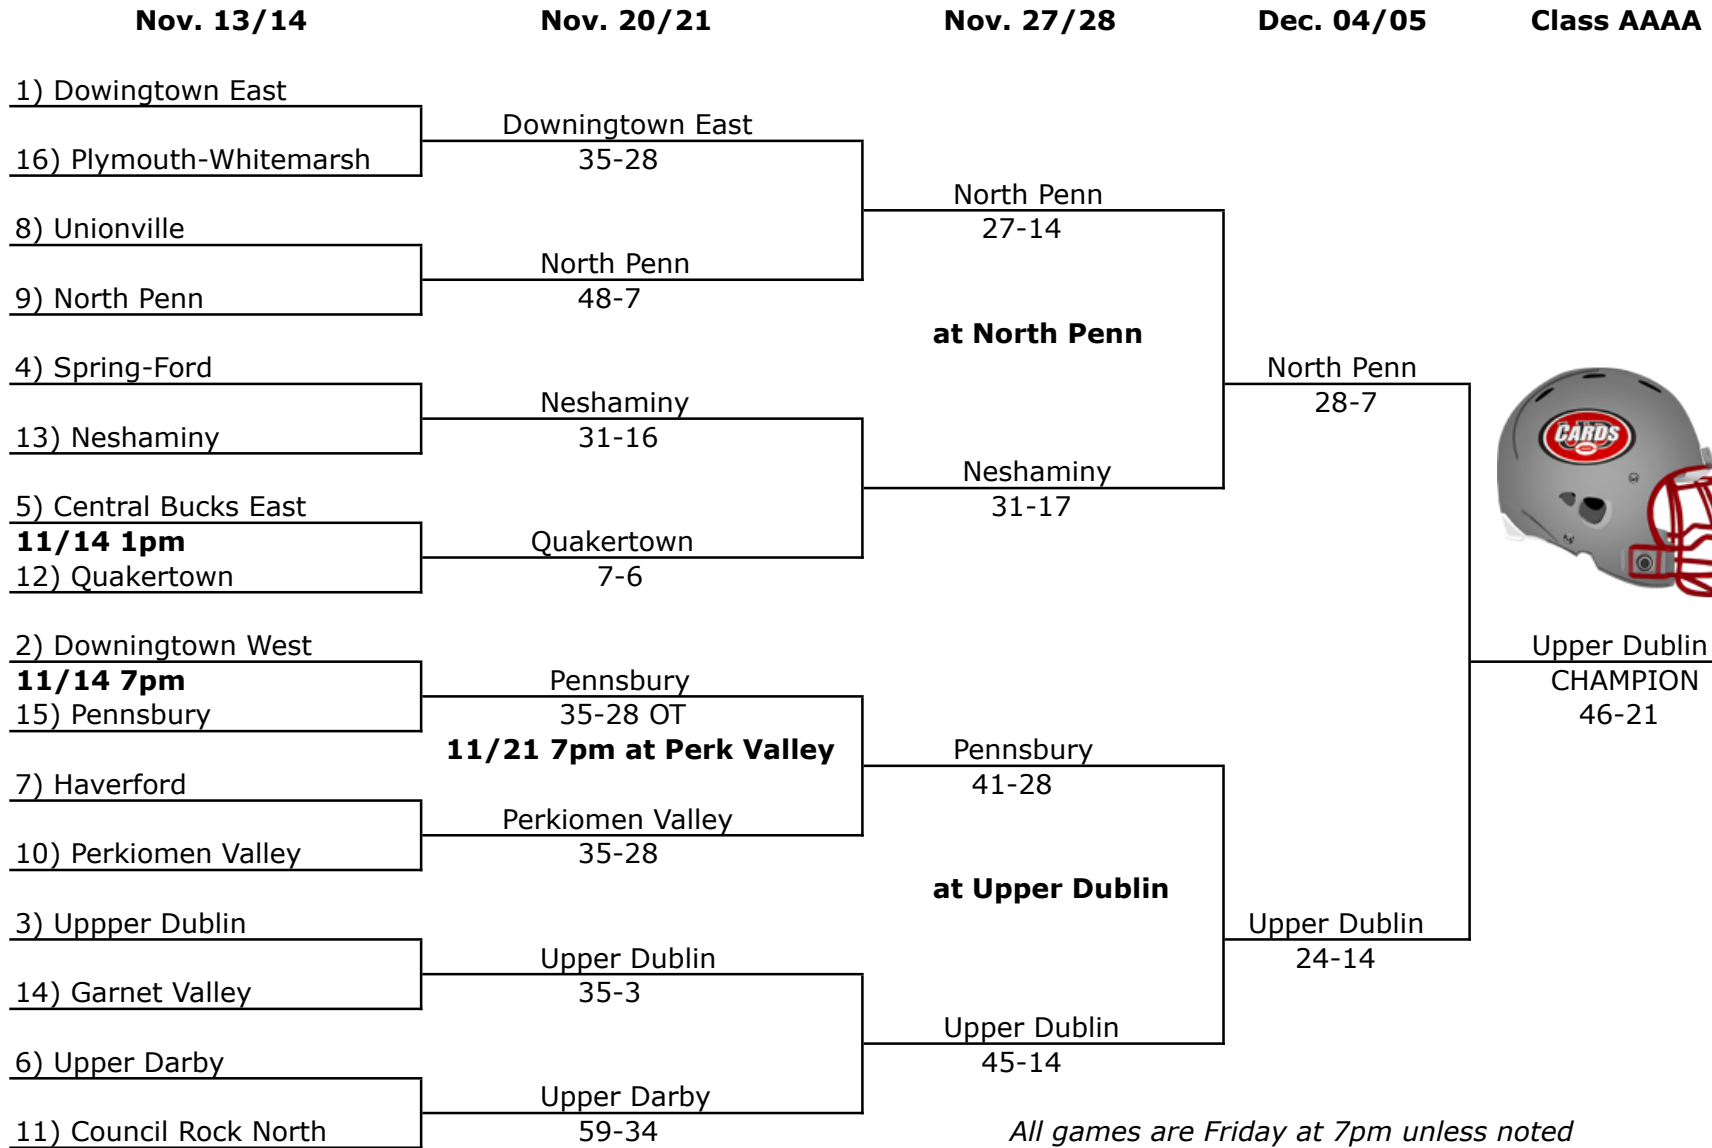 Nov. 13/14 Nov. 20/21 Nov. 27/28 Dec. 04/05 Class AAAA
1) Dowingtown East
Downingtown East
16) Plymouth-Whitemarsh
35-28
North Penn
8) Unionville
27-14
North Penn
9) North Penn
48-7
at North Penn
4) Spring-Ford
North Penn
Neshaminy
28-7
13) Neshaminy
31-16
CARDS
Neshaminy
5) Central Bucks East
31-17
11/14 1pm
Quakertown
12) Quakertown
7-6
2) Downingtown West
Upper Dublin
11/14 7pm
Pennsbury
CHAMPION
15) Pennsbury
35-28 OT
46-21
11/21 7pm at Perk Valley
Pennsbury
7) Haverford
41-28
Perkiomen Valley
10) Perkiomen Valley
35-28
at Upper Dublin
3) Uppper Dublin
Upper Dublin
Upper Dublin
24-14
14) Garnet Valley
35-3
Upper Dublin
6) Upper Darby
45-14
Upper Darby
11) Council Rock North
59-34
All games are Friday at 7pm unless noted